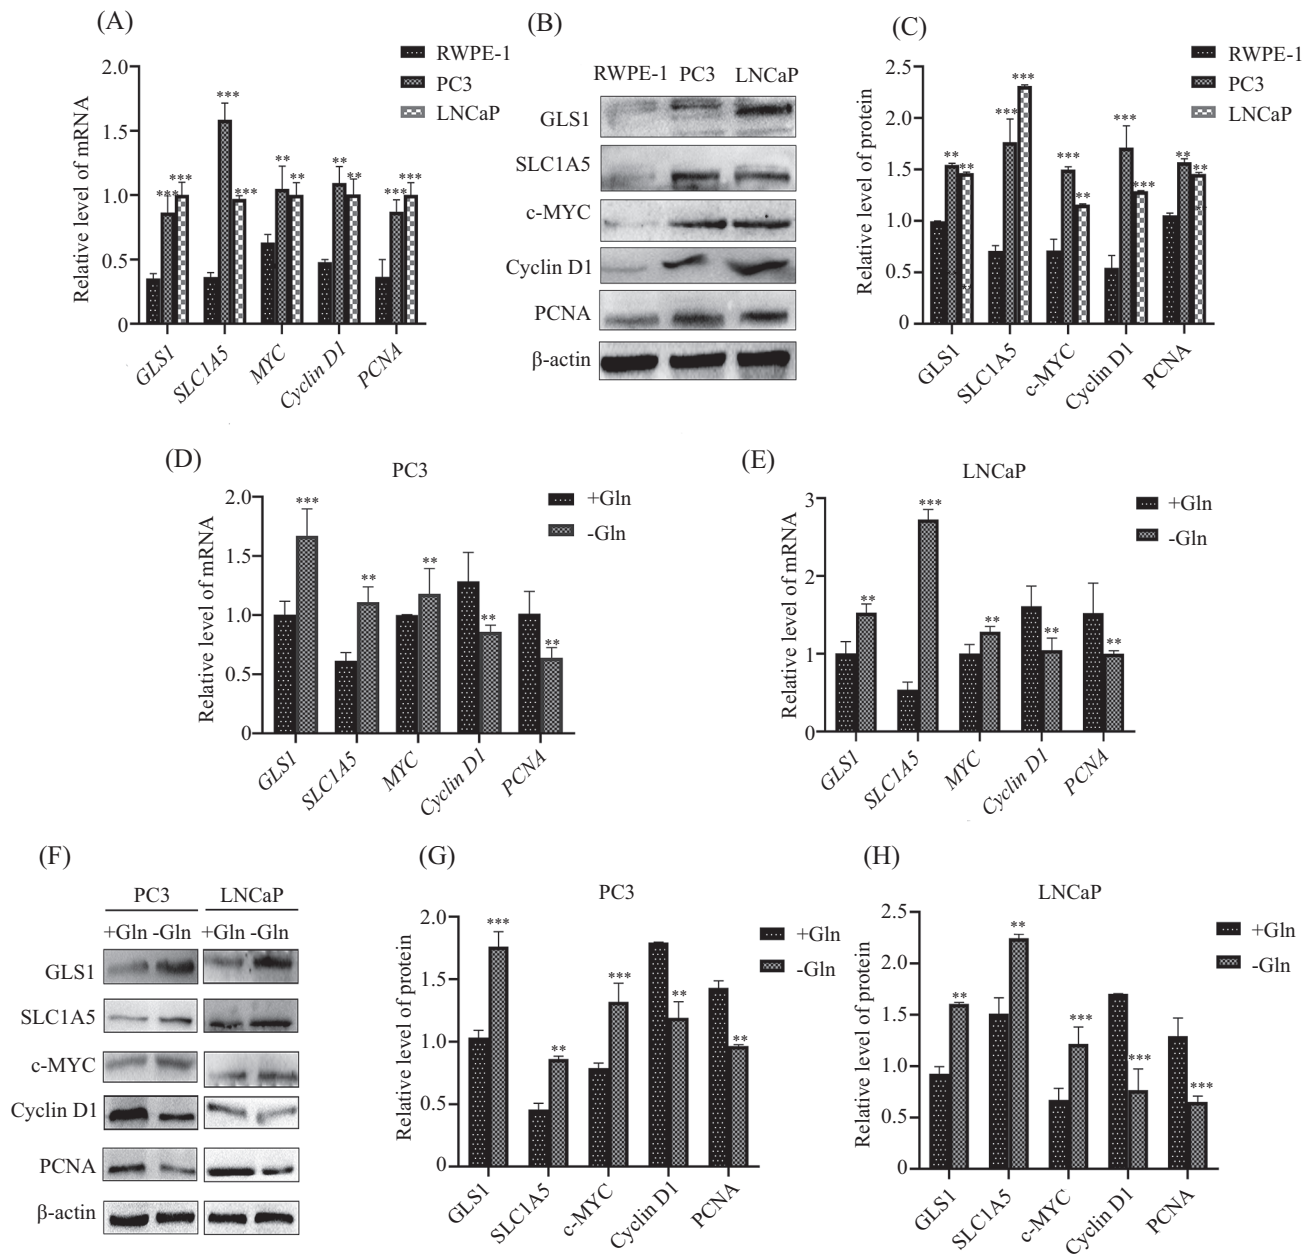 (A)
RWPE-1
PC3
LNCaP
Relative level of mRNA
2.0
1.5
1.0
0.5
0
*** ***
*** ***
** **
** **
*** ***
GLS1
SLC1A5
MYC
Cyclin D1
PCNA
(B)
RWPE-1 PC3 LNCaP
GLS1
SLC1A5
c-MYC
Cyclin D1
PCNA
β-actin
(C)
RWPE-1
PC3
LNCaP
Relative level of protein
2.5
2.0
1.5
1.0
0.5
0
** **
*** ***
*** **
*** ***
** **
GLS1
SLC1A5
c-MYC
Cyclin D1
PCNA
(D)
PC3
+Gln
-Gln
Relative level of mRNA
2.0
1.5
1.0
0.5
0
***
**
**
**
**
GLS1
SLC1A5
MYC
Cyclin D1
PCNA
(E)
LNCaP
+Gln
-Gln
Relative level of mRNA
3
2
1
0
**
***
**
**
**
GLS1
SLC1A5
MYC
Cyclin D1
PCNA
(F)
PC3 LNCaP
+Gln -Gln +Gln -Gln
GLS1
SLC1A5
c-MYC
Cyclin D1
PCNA
β-actin
(G)
PC3
+Gln
-Gln
Relative level of protein
2.0
1.5
1.0
0.5
0
***
**
***
**
**
GLS1
SLC1A5
c-MYC
Cyclin D1
PCNA
(H)
LNCaP
+Gln
-Gln
Relative level of protein
2.5
2.0
1.5
1.0
0.5
0
**
**
***
***
***
GLS1
SLC1A5
c-MYC
Cyclin D1
PCNA